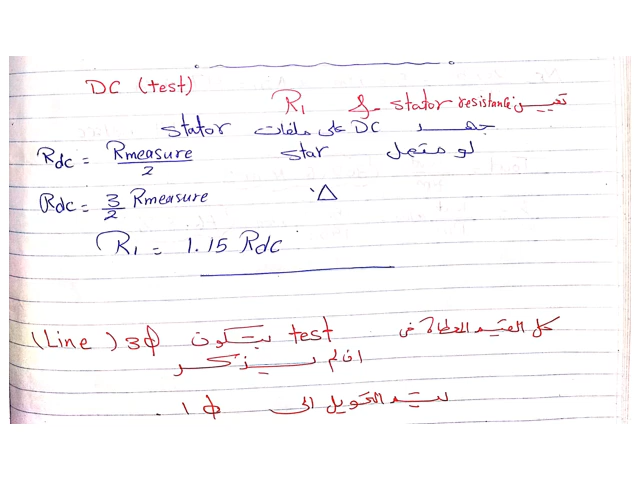 DC (test)
تعيين stator resistance R₁
جهد DC على ملفات stator
لو متصل star Rdc = Rmeasure/2
Δ Rdc = 3/2 Rmeasure
R₁ = 1.15 Rdc
كل القيم المعطاة في test بتكون 3φ (Line)
ان لم يذكر
يتم التحويل الى 1φ.